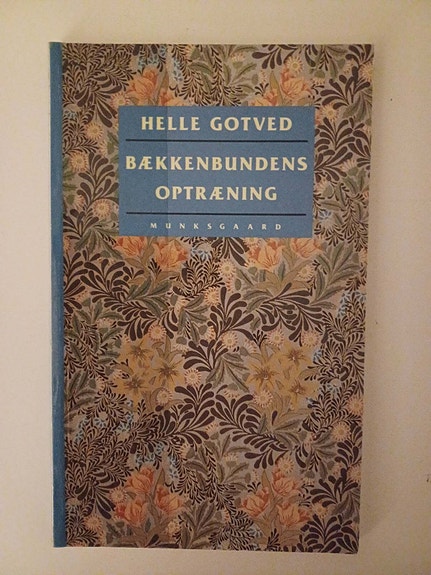 HELLE GOTVED
BÆKKENBUNDENS
OPTRÆNING
MUNKSGAARD